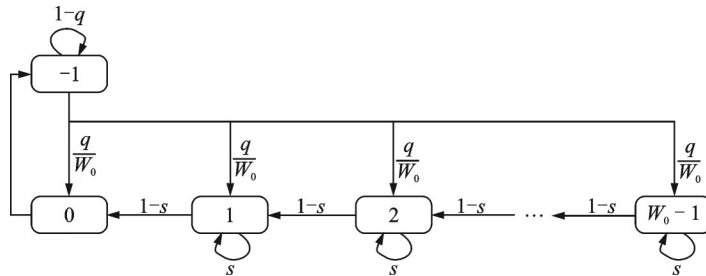 1-q
-1
q/W₀ q/W₀ q/W₀ q/W₀
0 1-s 1 1-s 2 1-s ... 1-s W₀-1
s s s